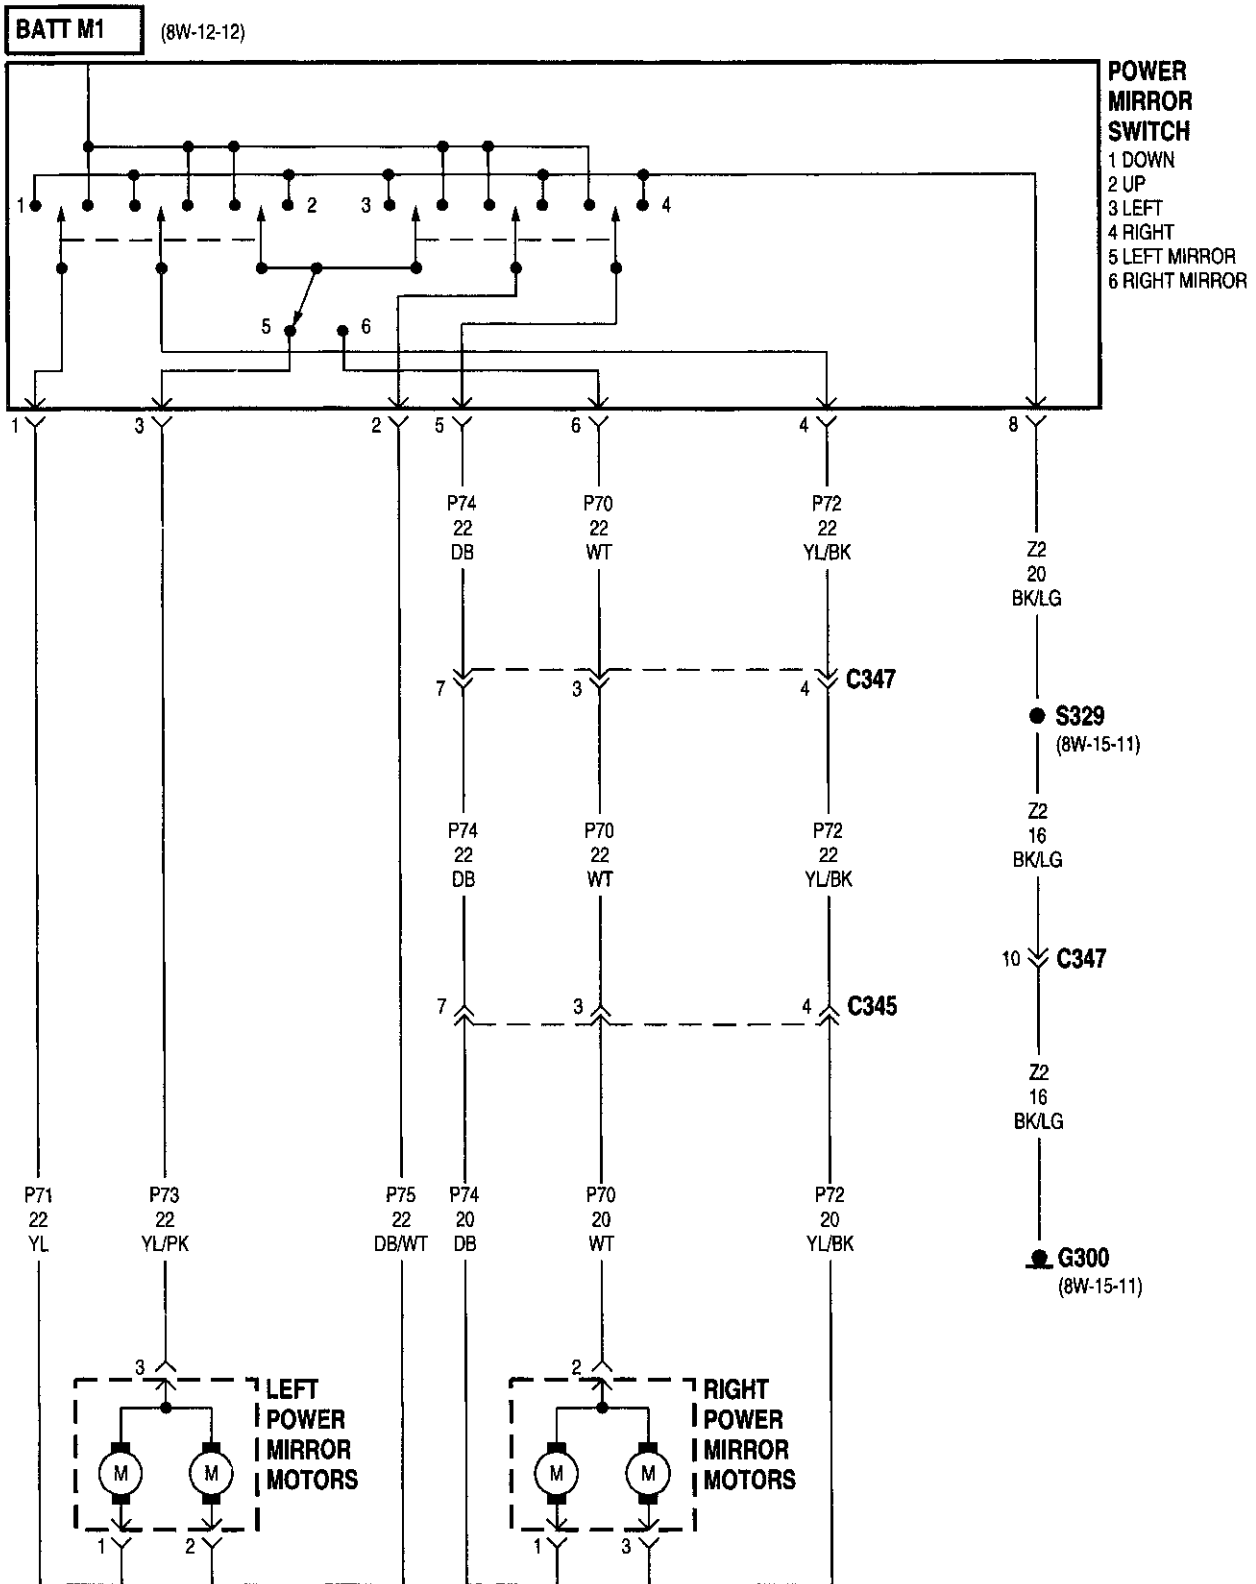 BATT M1 (8W-12-12)
POWER
MIRROR
SWITCH
1 DOWN
2 UP
3 LEFT
4 RIGHT
5 LEFT MIRROR
6 RIGHT MIRROR
1 2 3 4
5 6
1 3 2 5 6 4 8
P74 P70 P72
22 22 22
DB WT YL/BK
Z2
20
BK/LG
7 3 4 C347
S329
(8W-15-11)
Z2
16
BK/LG
P74 P70 P72
22 22 22
DB WT YL/BK
10 C347
7 3 4 C345
Z2
16
BK/LG
P71 P73 P75 P74 P70 P72
22 22 22 20 20 20
YL YL/PK DB/WT DB WT YL/BK
G300
(8W-15-11)
3 2
LEFT
POWER
MIRROR
MOTORS
M M
RIGHT
POWER
MIRROR
MOTORS
M M
1 2 1 3